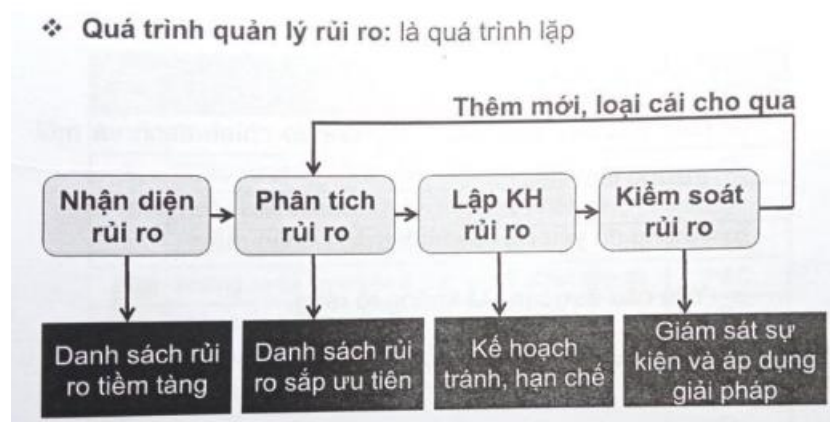 ❖ Quá trình quản lý rủi ro: là quá trình lặp
Thêm mới, loại cái cho qua
Nhận diện
rủi ro
Phân tích
rủi ro
Lập KH
rủi ro
Kiểm soát
rủi ro
Danh sách rủi
ro tiềm tàng
Danh sách rủi
ro sắp ưu tiên
Kế hoạch
tránh, hạn chế
Giám sát sự
kiện và áp dụng
giải pháp